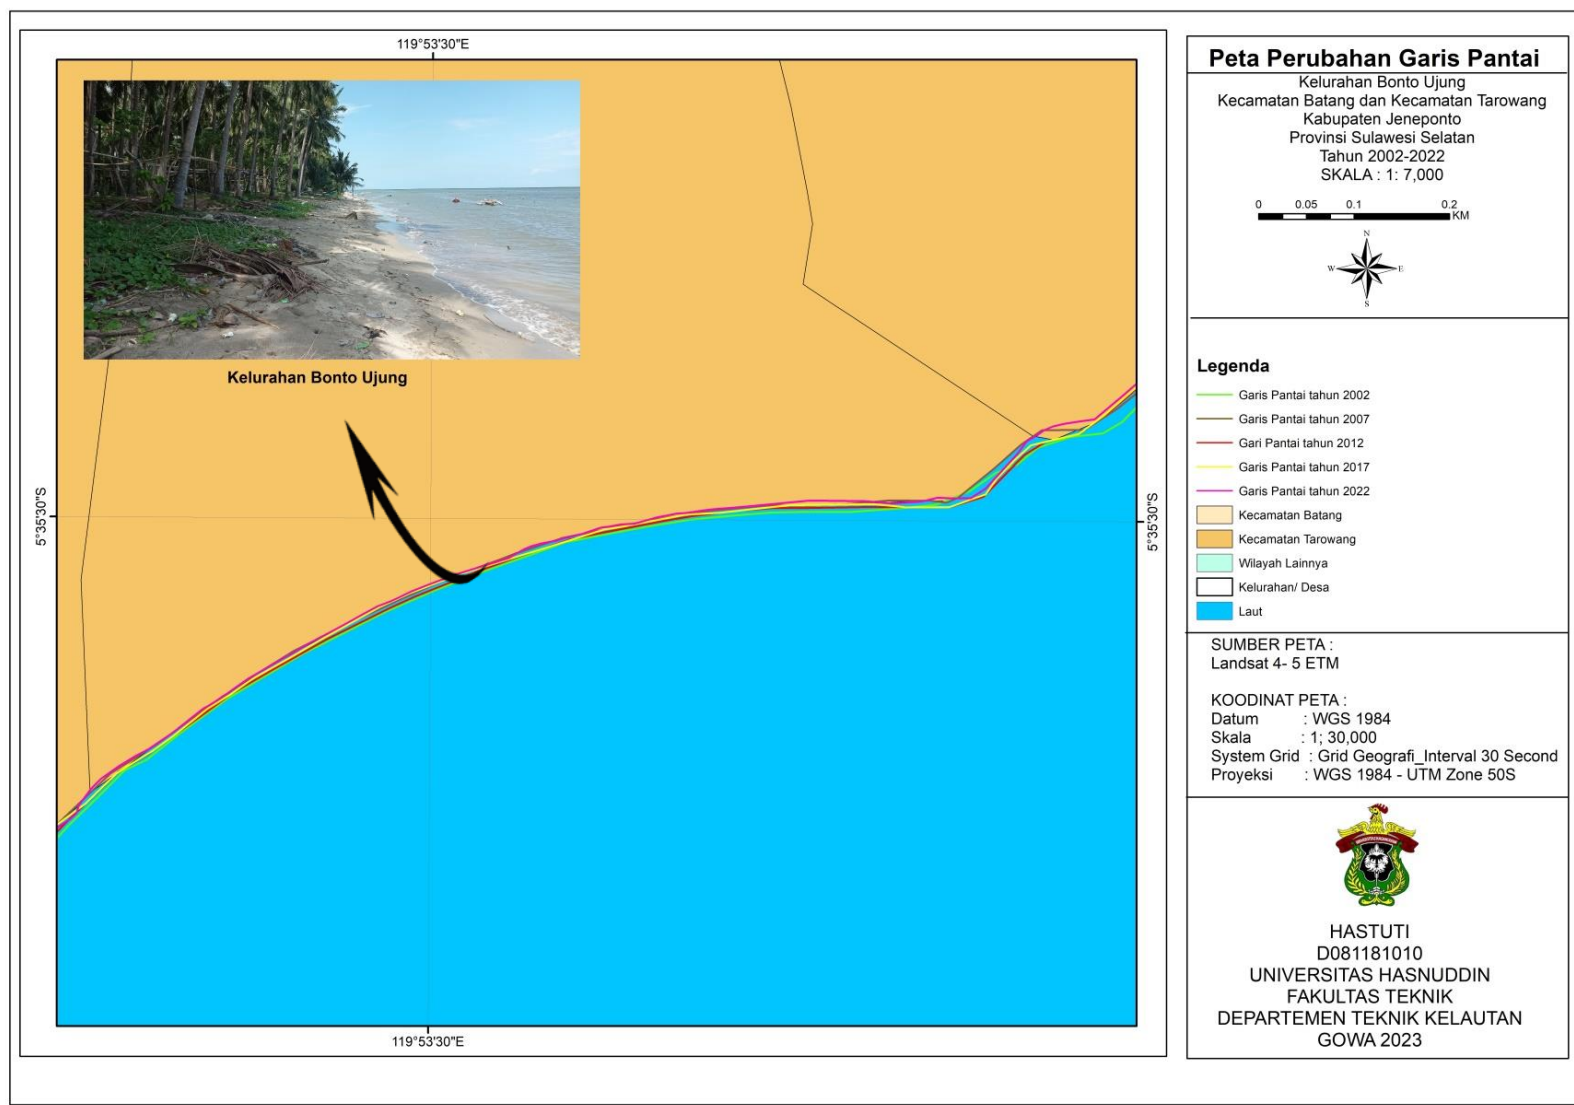 119°53'30"E
Kelurahan Bonto Ujung
5°35'30"S
5°35'30"S
119°53'30"E
Peta Perubahan Garis Pantai
Kelurahan Bonto Ujung
Kecamatan Batang dan Kecamatan Tarowang
Kabupaten Jeneponto
Provinsi Sulawesi Selatan
Tahun 2002-2022
SKALA : 1: 7,000
0 0.05 0.1 0.2
KM
N
W E
S
Legenda
Garis Pantai tahun 2002
Garis Pantai tahun 2007
Gari Pantai tahun 2012
Garis Pantai tahun 2017
Garis Pantai tahun 2022
Kecamatan Batang
Kecamatan Tarowang
Wilayah Lainnya
Kelurahan/ Desa
Laut
SUMBER PETA :
Landsat 4- 5 ETM
KOODINAT PETA :
Datum : WGS 1984
Skala : 1; 30,000
System Grid : Grid Geografi_Interval 30 Second
Proyeksi : WGS 1984 - UTM Zone 50S
HASTUTI
D081181010
UNIVERSITAS HASNUDDIN
FAKULTAS TEKNIK
DEPARTEMEN TEKNIK KELAUTAN
GOWA 2023